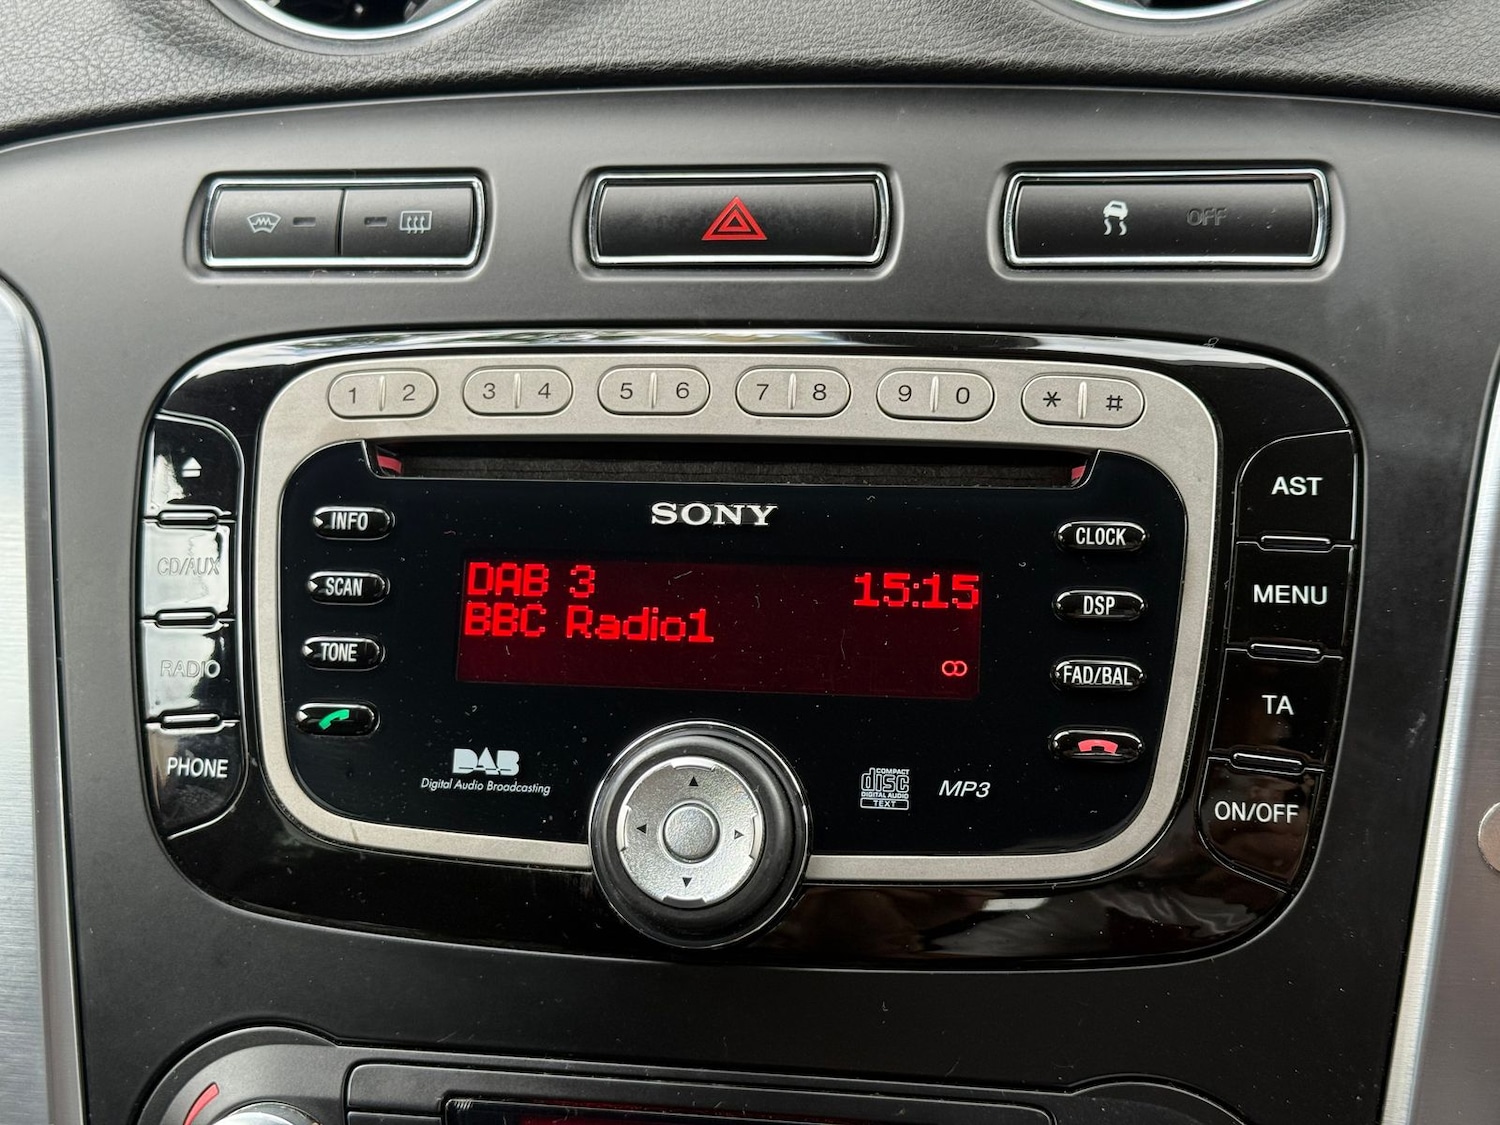 OFF
1 2 3 4 5 6 7 8 9 0 * #
SONY
INFO
SCAN
TONE
CD/AUX
RADIO
PHONE
DAB 3 15:15
BBC Radio1
CLOCK
DSP
FAD/BAL
AST
MENU
TA
ON/OFF
DAB
Digital Audio Broadcasting
COMPACT
disc
DIGITAL AUDIO
TEXT
MP3